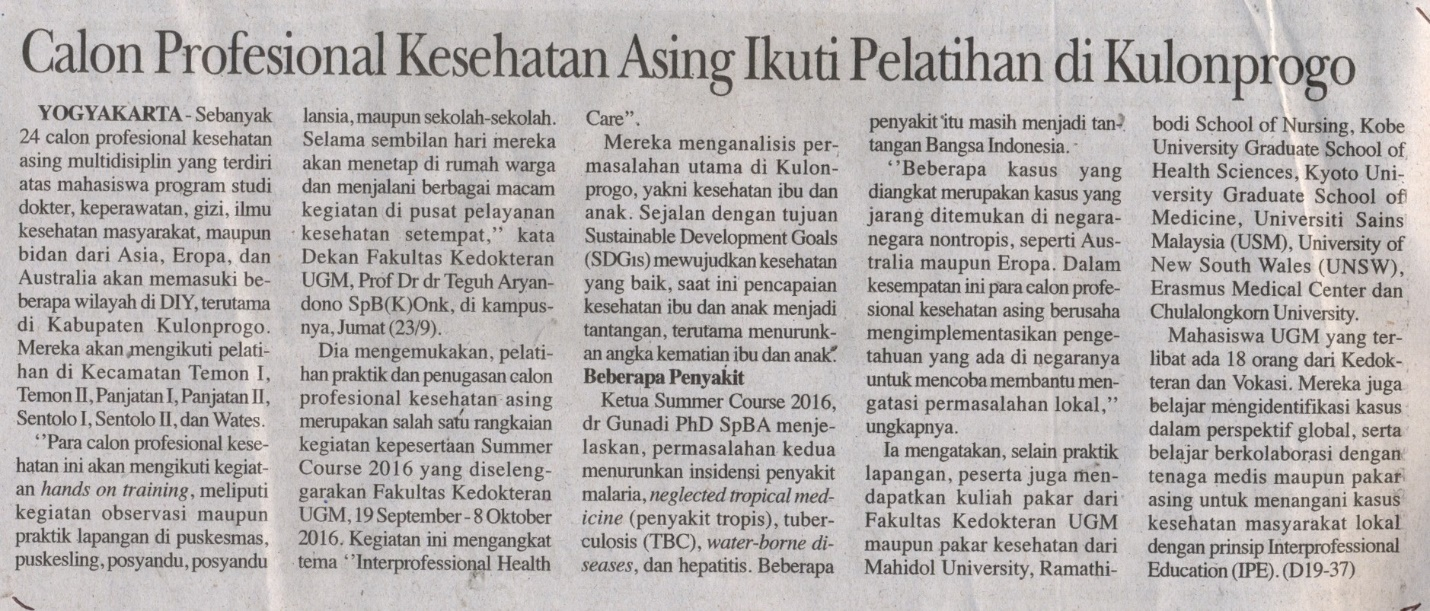 Calon Profesional Kesehatan Asing Ikuti Pelatihan di Kulonprogo
YOGYAKARTA - Sebanyak
24 calon profesional kesehatan
asing multidisiplin yang terdiri
atas mahasiswa program studi
dokter, keperawatan, gizi, ilmu
kesehatan masyarakat, maupun
bidan dari Asia, Eropa, dan
Australia akan memasuki be-
berapa wilayah di DIY, terutama
di Kabupaten Kulonprogo.
Mereka akan mengikuti pelati-
han di Kecamatan Temon I,
Temon II, Panjatan I, Panjatan II,
Sentolo I, Sentolo II, dan Wates.
‘’Para calon profesional kese-
hatan ini akan mengikuti kegiat-
an hands on training, meliputi
kegiatan observasi maupun
praktik lapangan di puskesmas,
puskesling, posyandu, posyandu
lansia, maupun sekolah-sekolah.
Selama sembilan hari mereka
akan menetap di rumah warga
dan menjalani berbagai macam
kegiatan di pusat pelayanan
kesehatan setempat,’’ kata
Dekan Fakultas Kedokteran
UGM, Prof Dr dr Teguh Aryan-
dono SpB(K)Onk, di kampus-
nya, Jumat (23/9).
Dia mengemukakan, pelati-
han praktik dan penugasan calon
profesional kesehatan asing
merupakan salah satu rangkaian
kegiatan kepesertaan Summer
Course 2016 yang diseleng-
garakan Fakultas Kedokteran
UGM, 19 September - 8 Oktober
2016. Kegiatan ini mengangkat
tema ‘’Interprofessional Health
Care”.
Mereka menganalisis per-
masalahan utama di Kulon-
progo, yakni kesehatan ibu dan
anak. Sejalan dengan tujuan
Sustainable Development Goals
(SDGıs) mewujudkan kesehatan
yang baik, saat ini pencapaian
kesehatan ibu dan anak menjadi
tantangan, terutama menurunk-
an angka kematian ibu dan anak.
Beberapa Penyakit
Ketua Summer Course 2016,
dr Gunadi PhD SpBA menje-
laskan, permasalahan kedua
menurunkan insidensi penyakit
malaria, neglected tropical med-
icine (penyakit tropis), tuber-
culosis (TBC), water-borne di-
seases, dan hepatitis. Beberapa
penyakit itu masih menjadi tan-
tangan Bangsa Indonesia.
‘’Beberapa kasus yang
diangkat merupakan kasus yang
jarang ditemukan di negara-
negara nontropis, seperti Aus-
tralia maupun Eropa. Dalam
kesempatan ini para calon profe-
sional kesehatan asing berusaha
mengimplementasikan penge-
tahuan yang ada di negaranya
untuk mencoba membantu men-
gatasi permasalahan lokal,’’
ungkapnya.
Ia mengatakan, selain praktik
lapangan, peserta juga men-
dapatkan kuliah pakar dari
Fakultas Kedokteran UGM
maupun pakar kesehatan dari
Mahidol University, Ramathi-
bodi School of Nursing, Kobe
University Graduate School of
Health Sciences, Kyoto Uni-
versity Graduate School of
Medicine, Universiti Sains
Malaysia (USM), University of
New South Wales (UNSW),
Erasmus Medical Center dan
Chulalongkorn University.
Mahasiswa UGM yang ter-
libat ada 18 orang dari Kedok-
teran dan Vokasi. Mereka juga
belajar mengidentifikasi kasus
dalam perspektif global, serta
belajar berkolaborasi dengan
tenaga medis maupun pakar
asing untuk menangani kasus
kesehatan masyarakat lokal
dengan prinsip Interprofessional
Education (IPE). (D19-37)